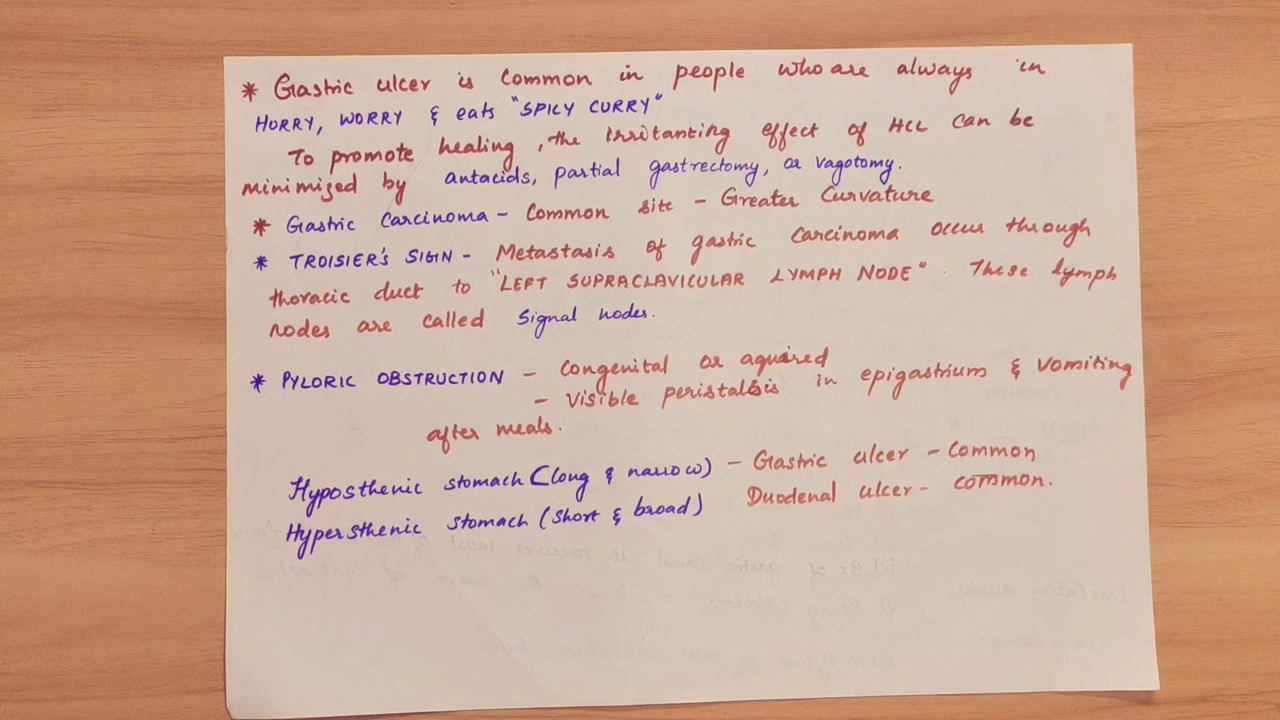 * Gastric ulcer is common in people who are always in
HURRY, WORRY & eats "SPICY CURRY"
To promote healing, the irritanting effect of HCL can be
minimized by antacids, partial gastrectomy, or vagotomy.
* Gastric Carcinoma - Common site - Greater Curvature
* TROISIER'S SIGN - Metastasis of gastric carcinoma occur through
thoracic duct to "LEFT SUPRACLAVICULAR LYMPH NODE". These lymph
nodes are called Signal nodes.
* PYLORIC OBSTRUCTION - Congenital or aquired
- Visible peristalsis in epigastrium & vomiting
after meals.
Hyposthenic stomach (long & narrow) - Gastric ulcer - Common
Hypersthenic stomach (short & broad) Duodenal ulcer - common.